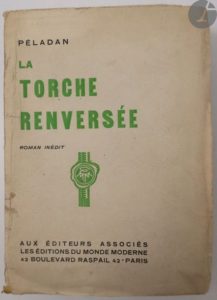 PÉLADAN
LA
TORCHE
RENVERSÉE
ROMAN INÉDIT
AUX ÉDITEURS ASSOCIÉS
LES ÉDITIONS DU MONDE MODERNE
42 BOULEVARD RASPAIL 42 - PARIS